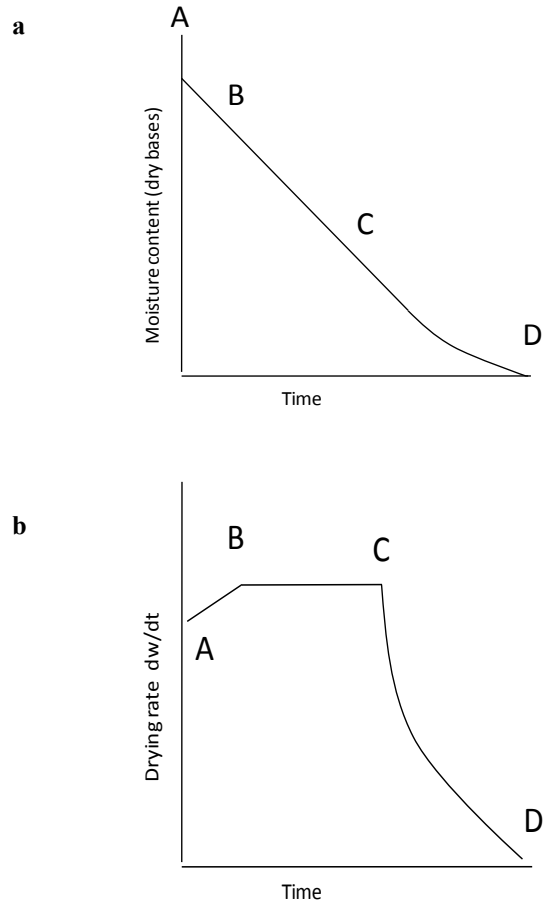 a
A
B
C
D
Moisture content (dry bases)
Time
b
B
C
A
D
Drying rate dw/dt
Time